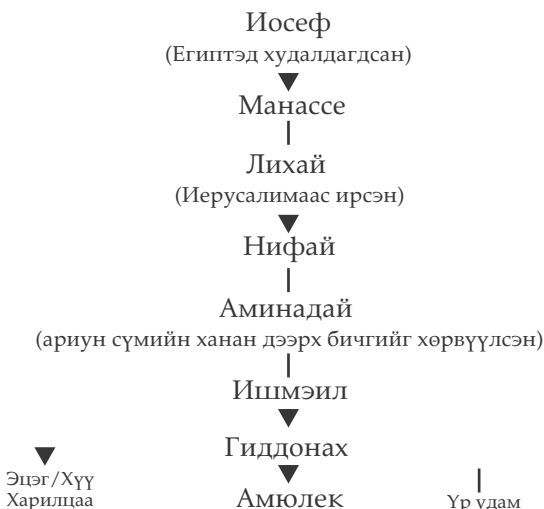 Иосеф
(Египтэд худалдагдсан)
Манассе
Лихай
(Иерусалимаас ирсэн)
Нифай
Аминадай
(ариун сүмийн ханан дээрх бичгийг хөрвүүлсэн)
Ишмэил
Гиддонах
Амюлек
Эцэг/Хүү
Харилцаа
Үр удам